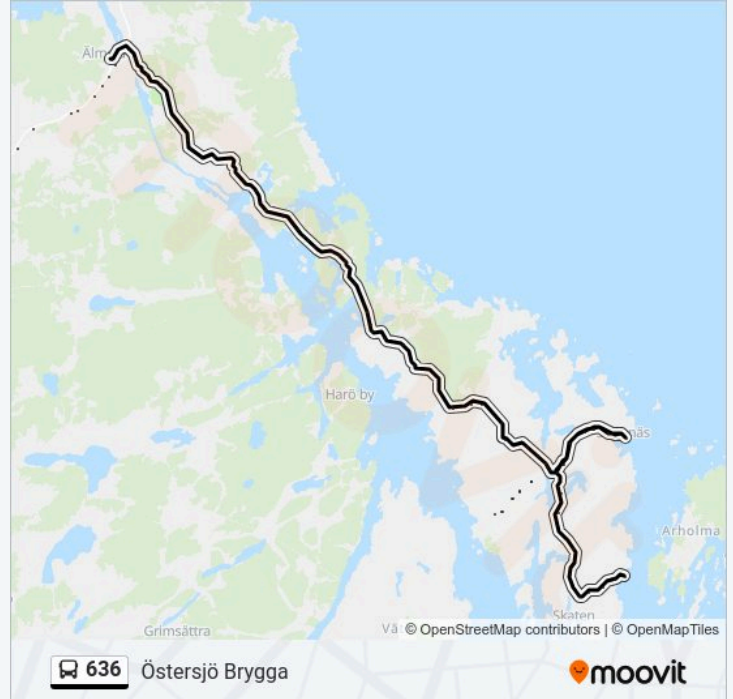 Harö by
Arholma
Skaten
Grimsättra
© OpenStreetMap contributors | © OpenMapTiles
636 Östersjö Brygga
moovit